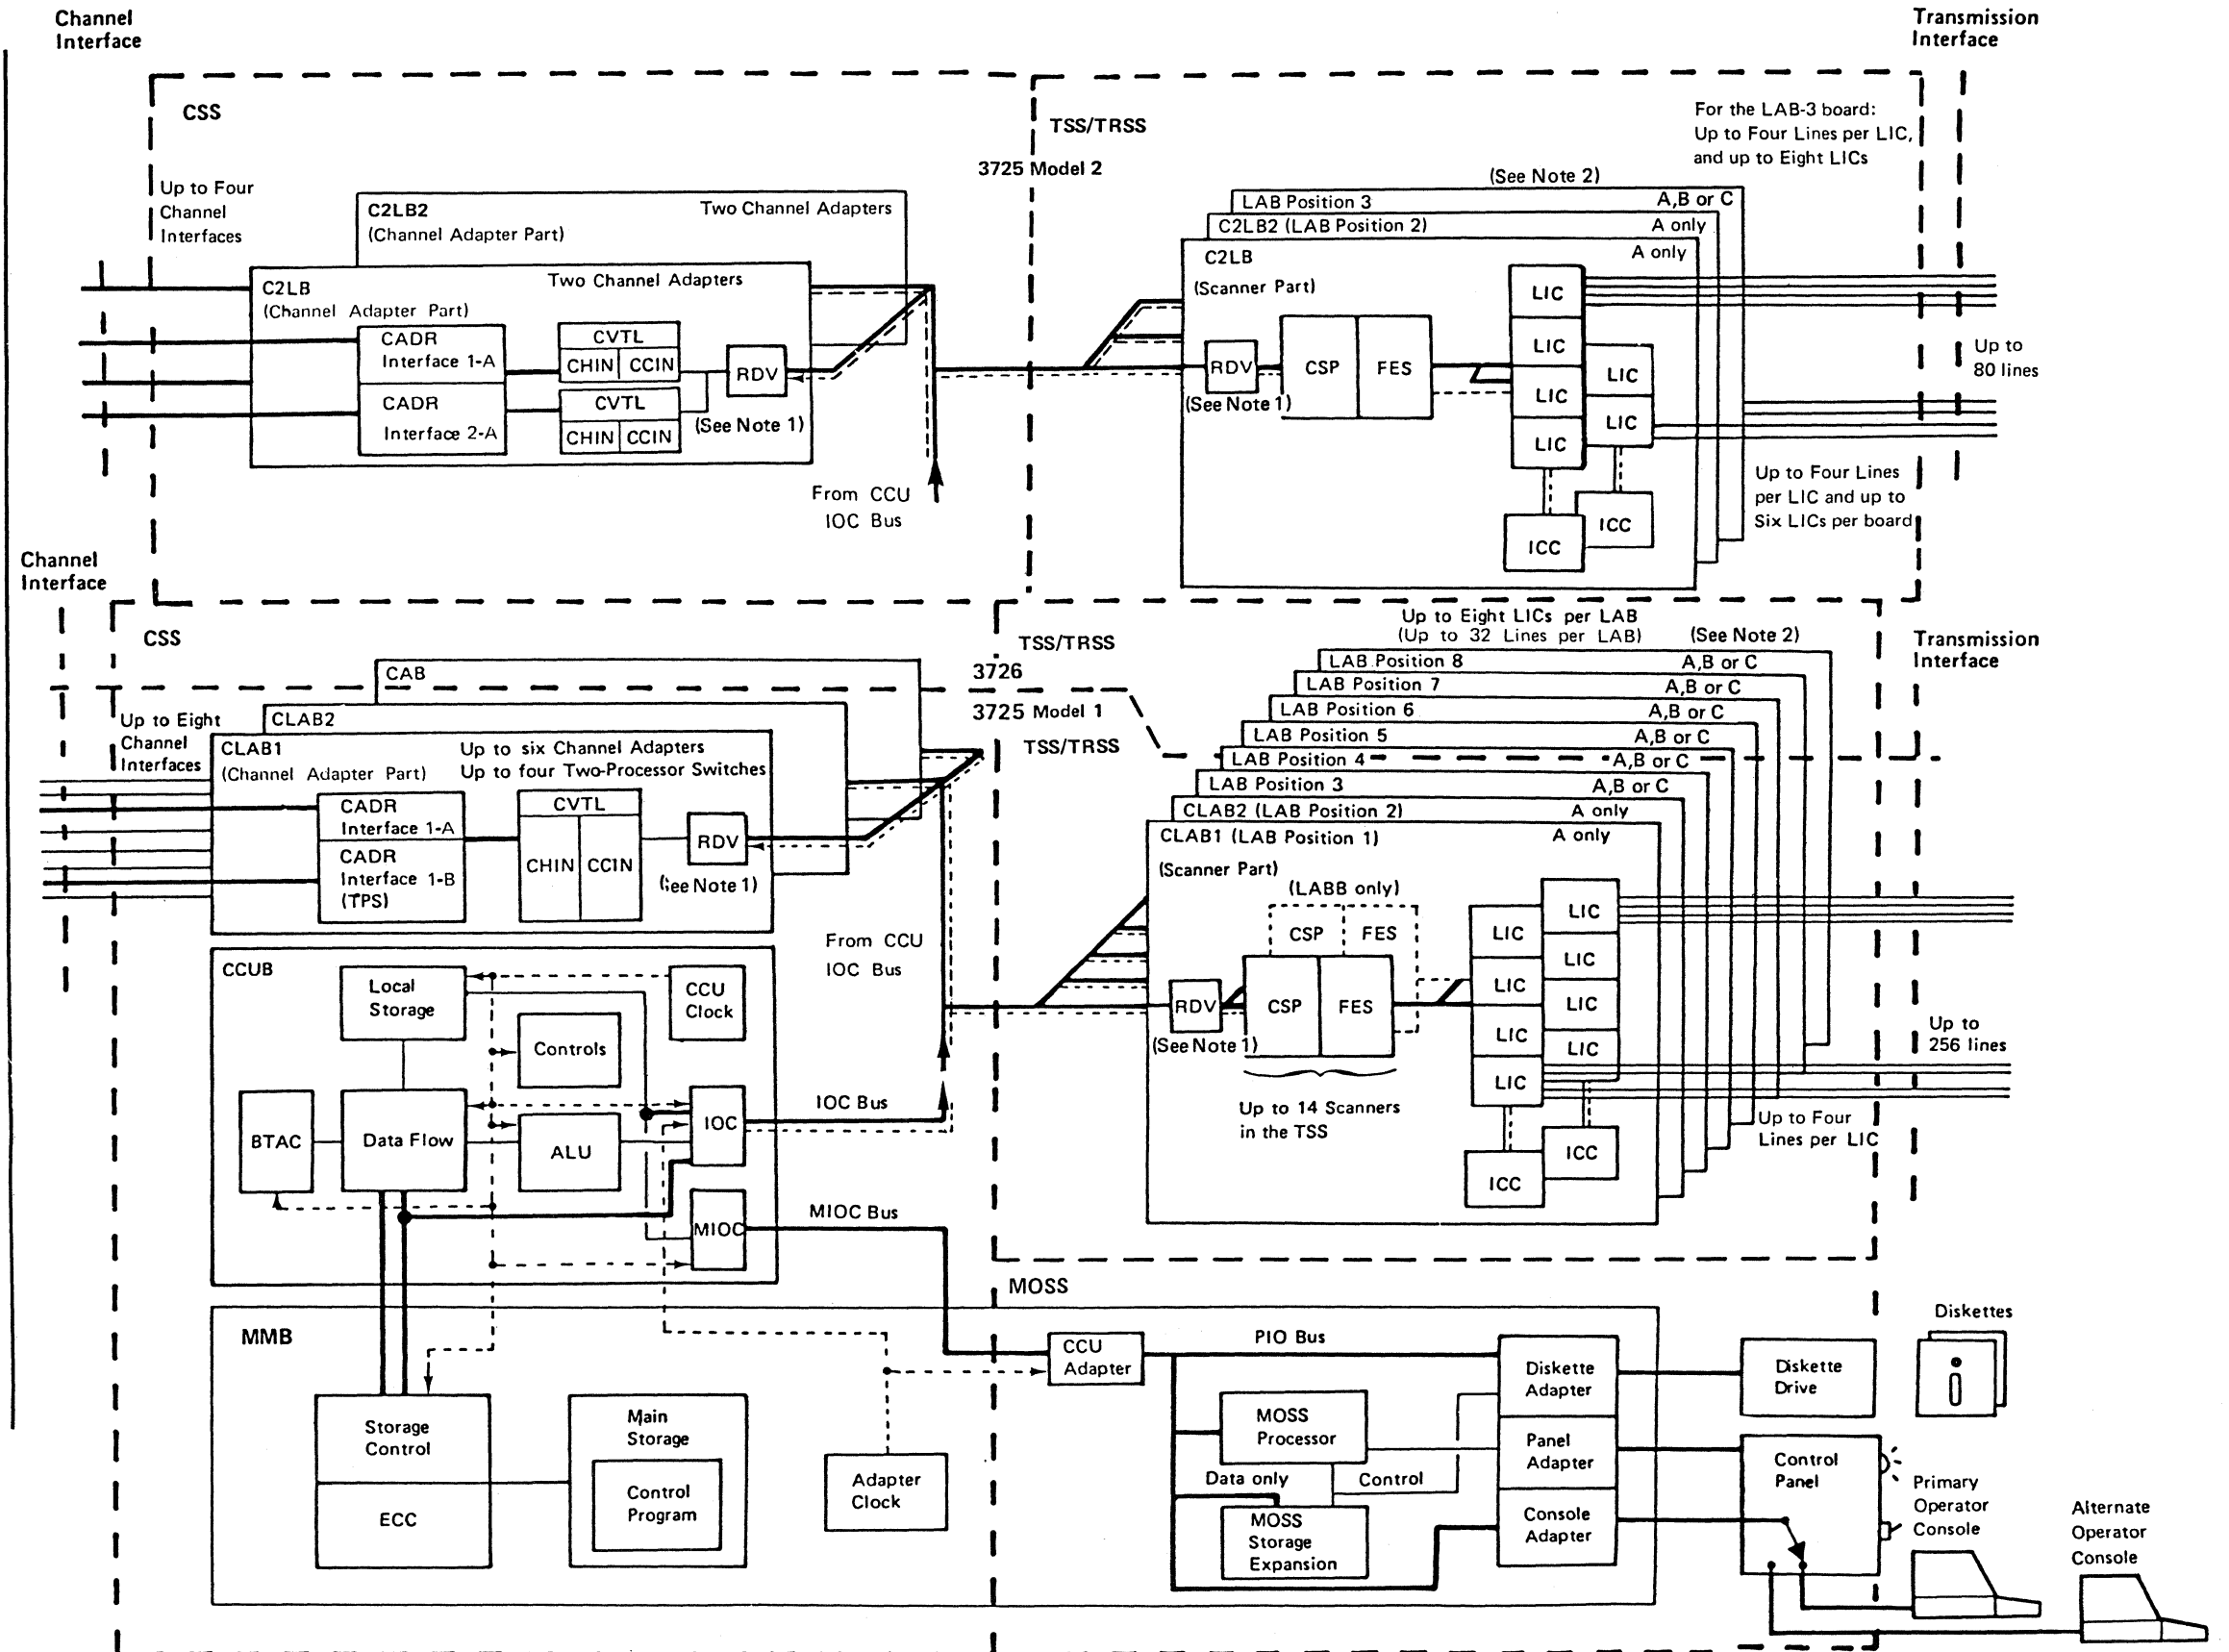 Channel
Interface
Transmission
Interface
CSS
TSS/TRSS
For the LAB-3 board:
Up to Four Lines per LIC,
and up to Eight LICs
3725 Model 2
Up to Four
Channel
Interfaces
C2LB2
(Channel Adapter Part)
Two Channel Adapters
C2LB
(Channel Adapter Part)
Two Channel Adapters
CADR
Interface 1-A
CADR
Interface 2-A
CVTL
CHIN
CCIN
CVTL
CHIN
CCIN
RDV
(See Note 1)
From CCU
IOC Bus
(See Note 2)
LAB Position 3
A,B or C
C2LB2 (LAB Position 2)
A only
C2LB
A only
(Scanner Part)
RDV
(See Note 1)
CSP
FES
LIC
LIC
LIC
LIC
LIC
LIC
ICC
ICC
Up to
80 lines
Up to Four Lines
per LIC and up to
Six LICs per board
Channel
Interface
CSS
TSS/TRSS
3726
3725 Model 1
TSS/TRSS
Up to Eight LICs per LAB
(Up to 32 Lines per LAB)
(See Note 2)
Transmission
Interface
Up to Eight
Channel
Interfaces
CAB
CLAB2
CLAB1
(Channel Adapter Part)
Up to six Channel Adapters
Up to four Two-Processor Switches
CADR
Interface 1-A
CADR
Interface 1-B
(TPS)
CVTL
CHIN
CCIN
RDV
(See Note 1)
LAB Position 8
A,B or C
LAB Position 7
A,B or C
LAB Position 6
A,B or C
LAB Position 5
A,B or C
LAB Position 4
A,B or C
LAB Position 3
A,B or C
CLAB2 (LAB Position 2)
A only
CLAB1 (LAB Position 1)
A only
(Scanner Part)
(LABB only)
CSP
FES
RDV
(See Note 1)
CSP
FES
LIC
LIC
LIC
LIC
LIC
LIC
LIC
LIC
ICC
ICC
Up to 14 Scanners
in the TSS
Up to
256 lines
Up to Four
Lines per LIC
From CCU
IOC Bus
CCUB
Local
Storage
CCU
Clock
Controls
BTAC
Data Flow
ALU
IOC
IOC Bus
MIOC
MIOC Bus
MOSS
MMB
Storage
Control
ECC
Main
Storage
Control
Program
Adapter
Clock
CCU
Adapter
PIO Bus
MOSS
Processor
Data only
Control
MOSS
Storage
Expansion
Diskette
Adapter
Panel
Adapter
Console
Adapter
Diskette
Drive
Diskettes
Control
Panel
Primary
Operator
Console
Alternate
Operator
Console